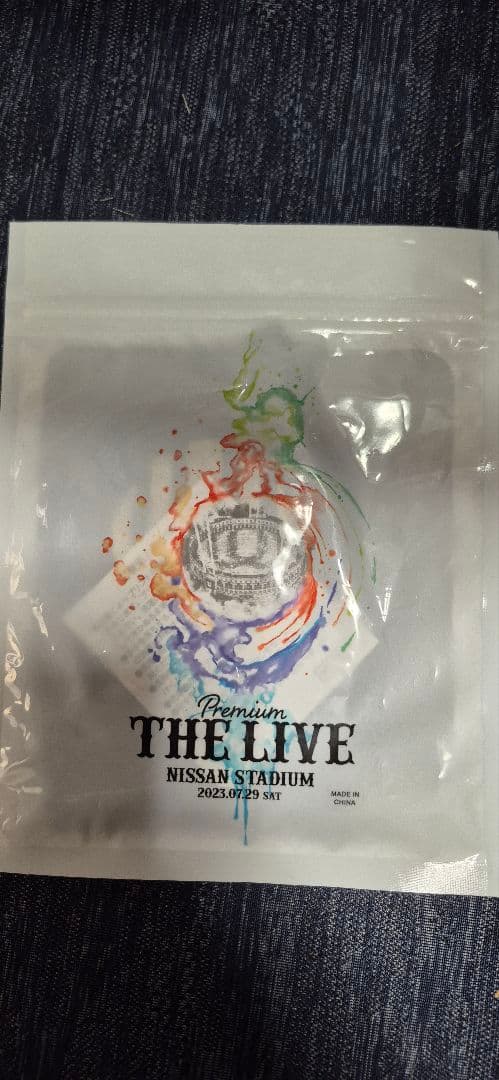 Premium
THE LIVE
NISSAN STADIUM
2023.07.29 SAT
MADE IN
CHINA